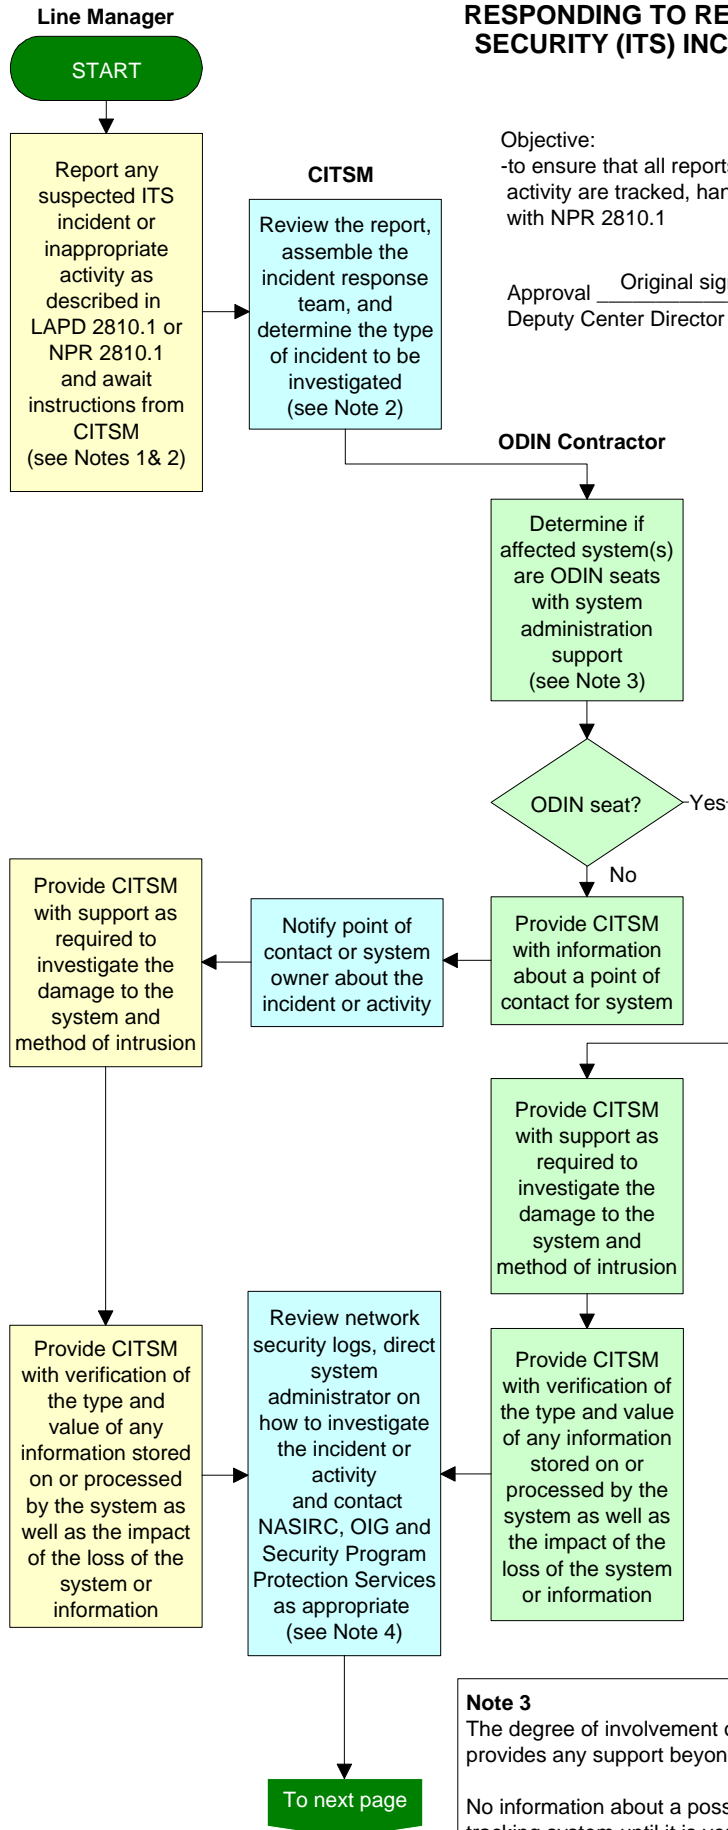 Line Manager
RESPONDING TO RE
SECURITY (ITS) INC
START
Objective:
-to ensure that all reports
activity are tracked, han
with NPR 2810.1
Approval Original sig
Deputy Center Director
Report any
suspected ITS
incident or
inappropriate
activity as
described in
LAPD 2810.1 or
NPR 2810.1
and await
instructions from
CITSM
(see Notes 1& 2)
CITSM
Review the report,
assemble the
incident response
team, and
determine the type
of incident to be
investigated
(see Note 2)
ODIN Contractor
Determine if
affected system(s)
are ODIN seats
with system
administration
support
(see Note 3)
ODIN seat?
Yes
No
Provide CITSM
with information
about a point of
contact for system
Notify point of
contact or system
owner about the
incident or activity
Provide CITSM
with support as
required to
investigate the
damage to the
system and
method of intrusion
Provide CITSM
with support as
required to
investigate the
damage to the
system and
method of intrusion
Provide CITSM
with verification of
the type and
value of any
information stored
on or processed
by the system as
well as the impact
of the loss of the
system or
information
Review network
security logs, direct
system
administrator on
how to investigate
the incident or
activity
and contact
NASIRC, OIG and
Security Program
Protection Services
as appropriate
(see Note 4)
Provide CITSM
with verification of
the type and value
of any information
stored on or
processed by the
system as well as
the impact of the
loss of the system
or information
To next page
Note 3
The degree of involvement
provides any support beyon
No information about a poss
tracking system until it is